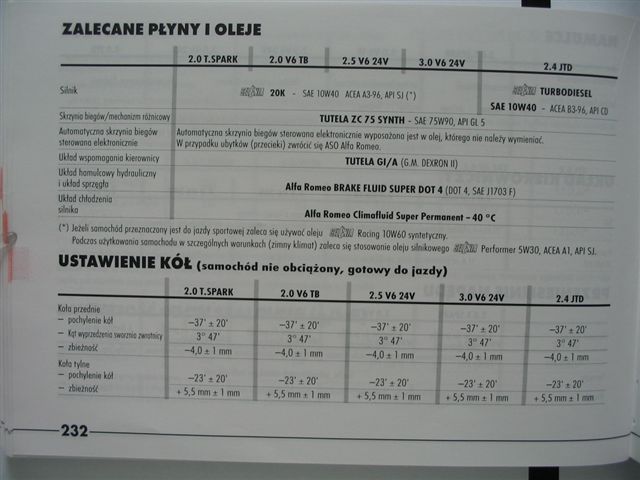 ZALECANE PŁYNY I OLEJE
2.0 T.SPARK 2.0 V6 TB 2.5 V6 24V 3.0 V6 24V 2.4 JTD
Silnik 20K - SAE 10W40 ACEA A3-96, API SJ (*) TURBODIESEL
SAE 10W40 - ACEA B3-96, API CD
Skrzynia biegów/mechanizm różnicowy TUTELA ZC 75 SYNTH - SAE 75W90, API GL 5
Automatyczna skrzynia biegów Automatyczna skrzynia biegów sterowana elektronicznie wyposażona jest w olej, którego nie należy wymieniać.
sterowana elektronicznie W przypadku ubytków (przecieki) zwrócić się ASO Alfa Romeo.
Układ wspomagania kierownicy TUTELA GI/A (G.M. DEXRON II)
Układ hamulcowy hydrauliczny
i układ sprzęgła Alfa Romeo BRAKE FLUID SUPER DOT 4 (DOT 4, SAE J1703 F)
Układ chłodzenia
silnika Alfa Romeo Climafluid Super Permanent – 40 °C
(*) Jeżeli samochód przeznaczony jest do jazdy sportowej zaleca się używać oleju Racing 10W60 syntetyczny.
Podczas użytkowania samochodu w szczególnych warunkach (zimny klimat) zaleca się stosowanie oleju silnikowego Performer 5W30, ACEA A1, API SJ.
USTAWIENIE KÓŁ (samochód nie obciążony, gotowy do jazdy)
2.0 T.SPARK 2.0 V6 TB 2.5 V6 24V 3.0 V6 24V 2.4 JTD
Koła przednie
– pochylenie kół –37' ± 20' –37' ± 20' –37' ± 20' –37' ± 20' –37' ± 20'
– Kąt wyprzedzenia sworznia zwrotnicy 3° 47' 3° 47' 3° 47' 3° 47' 3° 47'
– zbieżność –4,0 ± 1 mm –4,0 ± 1 mm –4,0 ± 1 mm –4,0 ± 1 mm –4,0 ± 1 mm
Koła tylne
– pochylenie kół –23' ± 20' –23' ± 20' –23' ± 20' –23' ± 20' –23' ± 20'
– zbieżność + 5,5 mm ± 1 mm + 5,5 mm ± 1 mm + 5,5 mm ± 1 mm + 5,5 mm ± 1 mm + 5,5 mm ± 1 mm
232